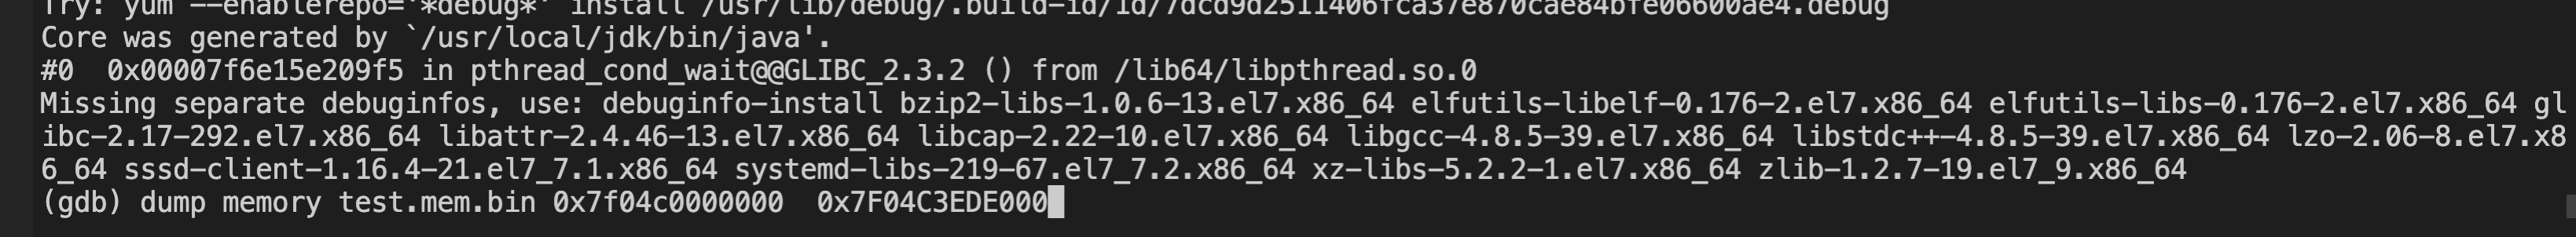 Try: yum --enablerepo='*debug*' install /usr/lib/debug/.build-id/1d/7dcd9d2511406fca37e870cae84bfe06600ae4.debug
Core was generated by `/usr/local/jdk/bin/java'.
#0  0x00007f6e15e209f5 in pthread_cond_wait@@GLIBC_2.3.2 () from /lib64/libpthread.so.0
Missing separate debuginfos, use: debuginfo-install bzip2-libs-1.0.6-13.el7.x86_64 elfutils-libelf-0.176-2.el7.x86_64 elfutils-libs-0.176-2.el7.x86_64 gl
ibc-2.17-292.el7.x86_64 libattr-2.4.46-13.el7.x86_64 libcap-2.22-10.el7.x86_64 libgcc-4.8.5-39.el7.x86_64 libstdc++-4.8.5-39.el7.x86_64 lzo-2.06-8.el7.x8
6_64 sssd-client-1.16.4-21.el7_7.1.x86_64 systemd-libs-219-67.el7_7.2.x86_64 xz-libs-5.2.2-1.el7.x86_64 zlib-1.2.7-19.el7_9.x86_64
(gdb) dump memory test.mem.bin 0x7f04c0000000  0x7F04C3EDE000